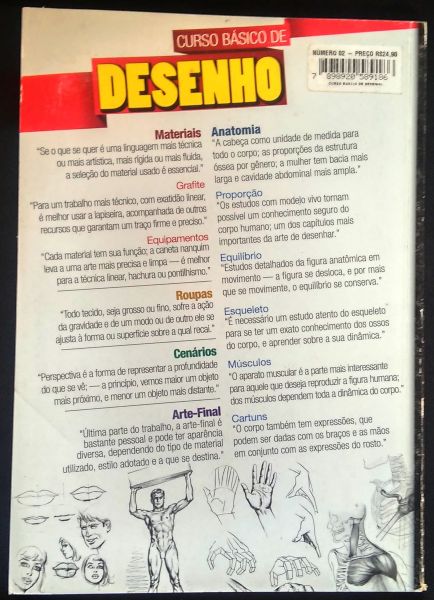 CURSO BÁSICO DE
DESENHO
NÚMERO 02 – PREÇO R$24,90
7 898920 589186
CURSO BASICO DE DESENHO
Materiais
"Se o que se quer é uma linguagem mais técnica
ou mais artística, mais rígida ou mais fluida,
a seleção do material usado é essencial."
Grafite
"Para um trabalho mais técnico, com exatidão linear,
é melhor usar a lapiseira, acompanhada de outros
recursos que garantam um traço firme e preciso."
Equipamentos
"Cada material tem sua função; a caneta nanquim
leva a uma arte mais precisa e limpa — é melhor
para a técnica linear, hachura ou pontilhismo."
Roupas
"Todo tecido, seja grosso ou fino, sofre a ação
da gravidade e de um modo ou de outro ele se
ajusta à forma ou superfície sobre a qual recai."
Cenários
"Perspectiva é a forma de representar a profundidade
do que se vê; — a princípio, vemos maior um objeto
mais próximo, e menor um objeto mais distante."
Arte-Final
"Última parte do trabalho, a arte-final é
bastante pessoal e pode ter aparência
diversa, dependendo do tipo de material
utilizado, estilo adotado e a que se destina."
Anatomia
"A cabeça como unidade de medida para
todo o corpo; as proporções da estrutura
óssea por gênero; a mulher tem bacia mais
larga e cavidade abdominal mais ampla."
Proporção
"Os estudos com modelo vivo tornam
possível um conhecimento seguro do
corpo humano; um dos capítulos mais
importantes da arte de desenhar."
Equilíbrio
"Estudos detalhados da figura anatômica em
movimento — a figura se desloca, e por mais
que se movimente, o equilíbrio se conserva."
Esqueleto
"É necessário um estudo atento do esqueleto
para se ter um exato conhecimento dos ossos
do corpo, e aprender sobre a sua dinâmica."
Músculos
"O aparato muscular é a parte mais interessante
para aquele que deseja reproduzir a figura humana;
dos músculos dependem toda a dinâmica do corpo."
Cartuns
"O corpo também tem expressões, que
podem ser dadas com os braços e as mãos
em conjunto com as expressões do rosto."